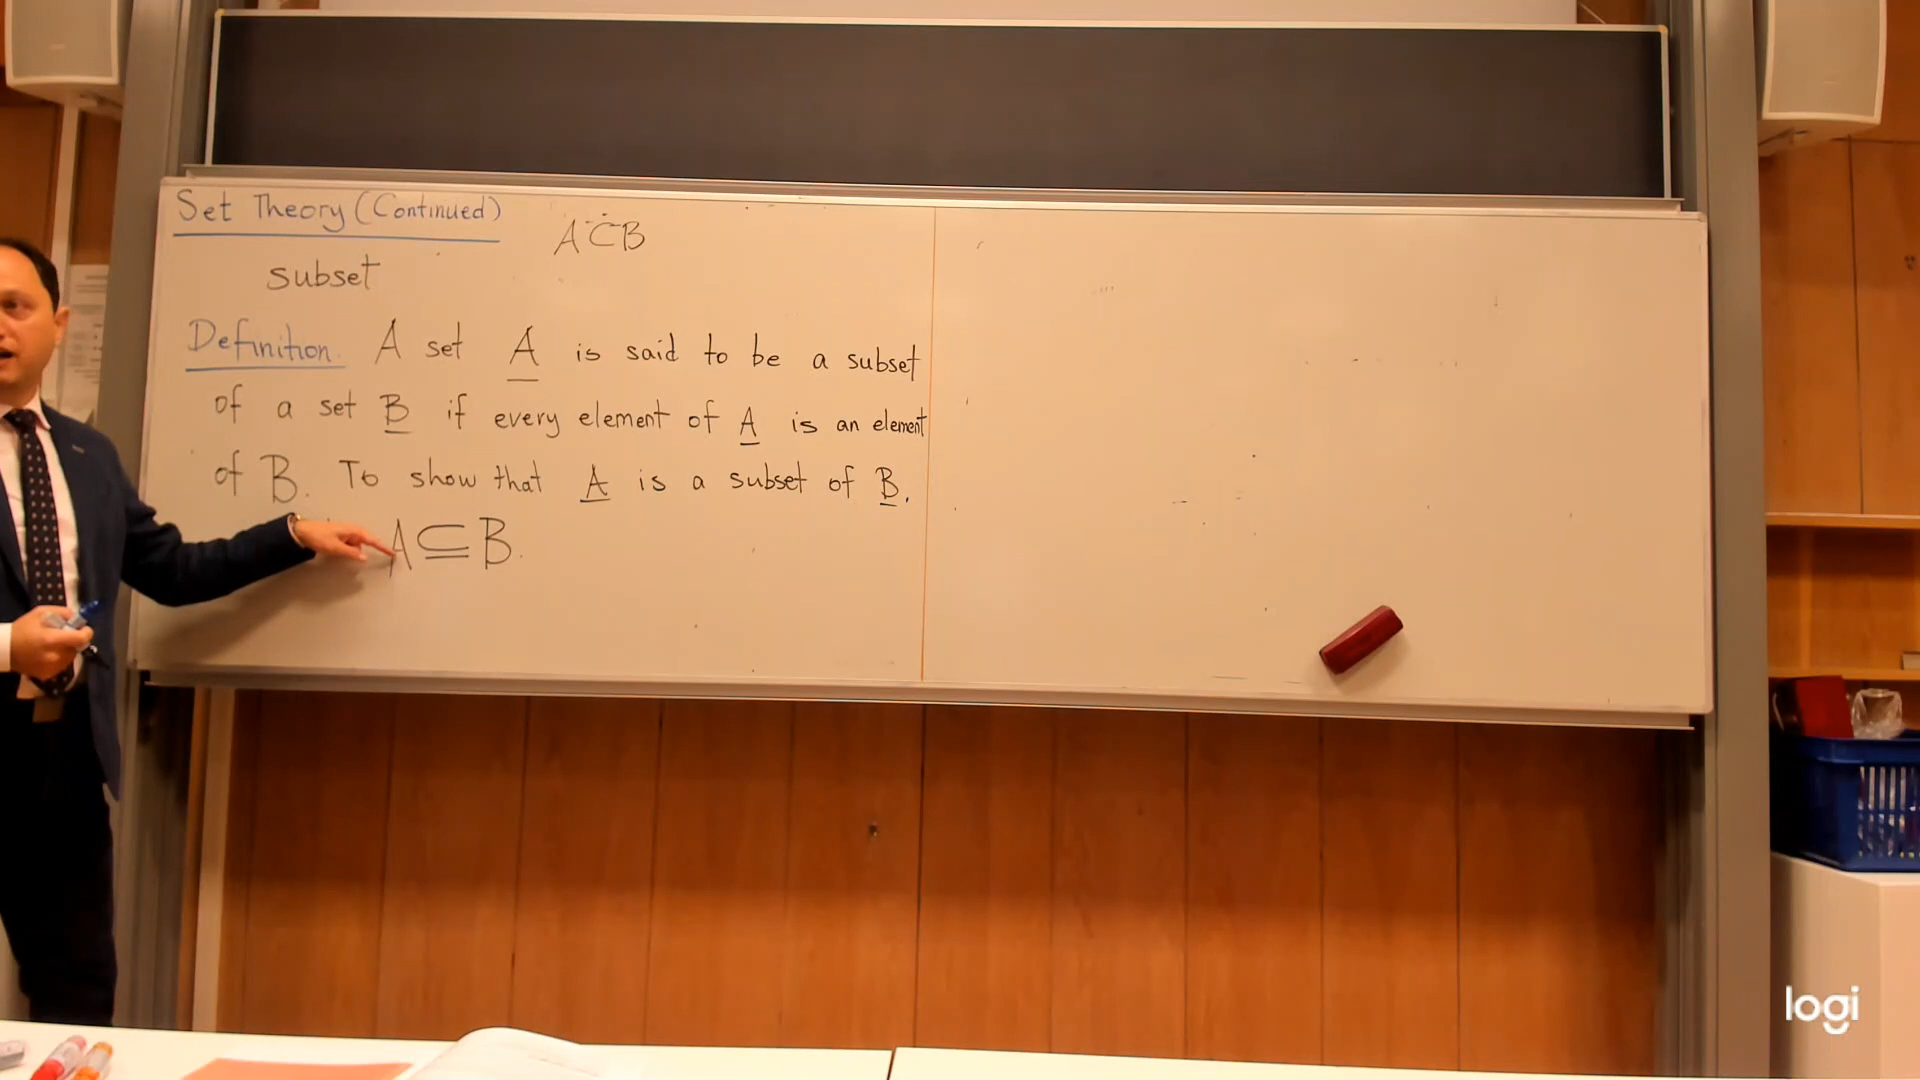 Set Theory (Continued)
A ⊂ B
subset
Definition. A set A is said to be a subset
of a set B if every element of A is an element
of B. To show that A is a subset of B.
A ⊆ B.
logi